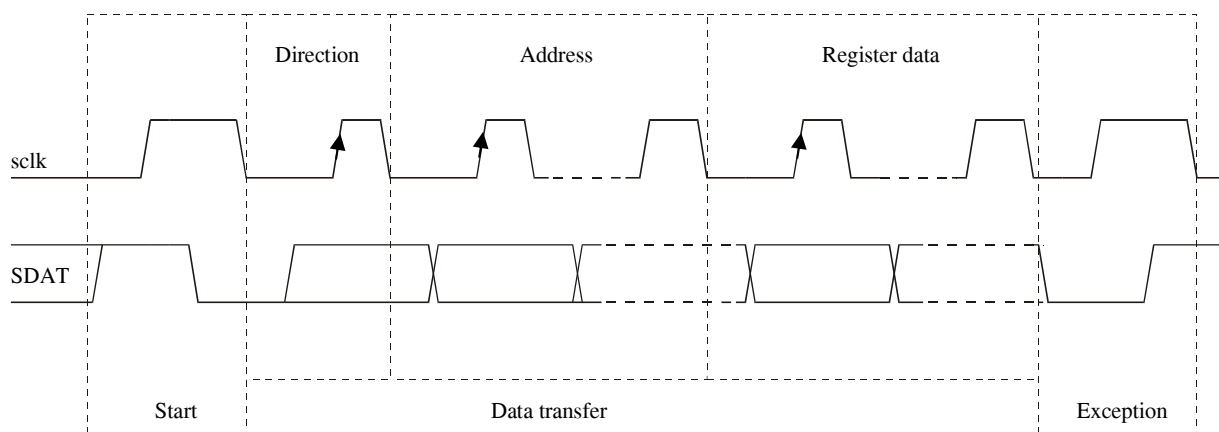 Direction
Address
Register data
sclk
SDAT
Start
Data transfer
Exception